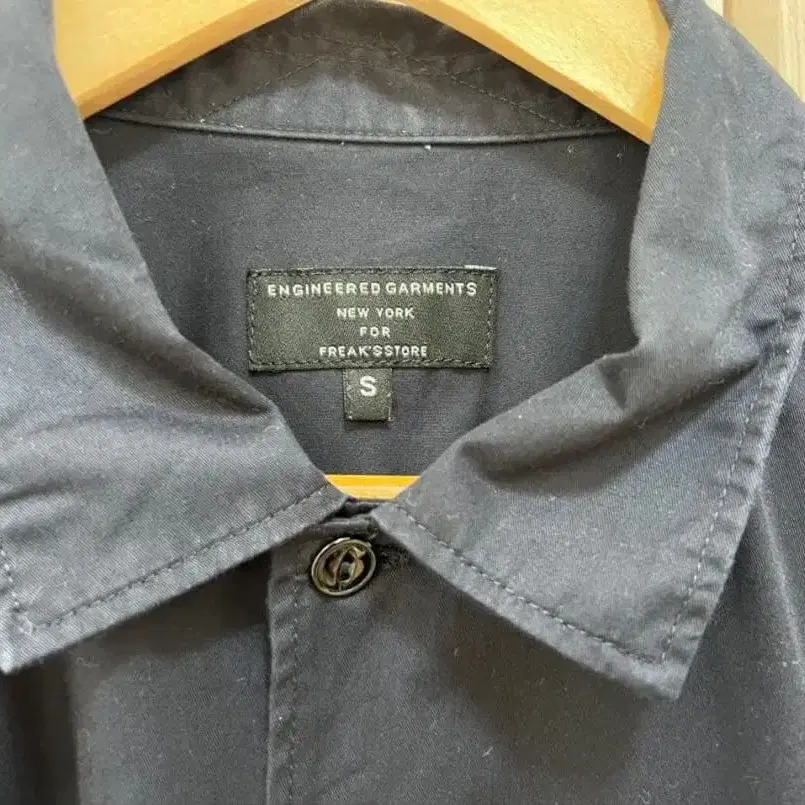 ENGINEERED GARMENTS
NEW YORK
FOR
FREAK'S STORE
S